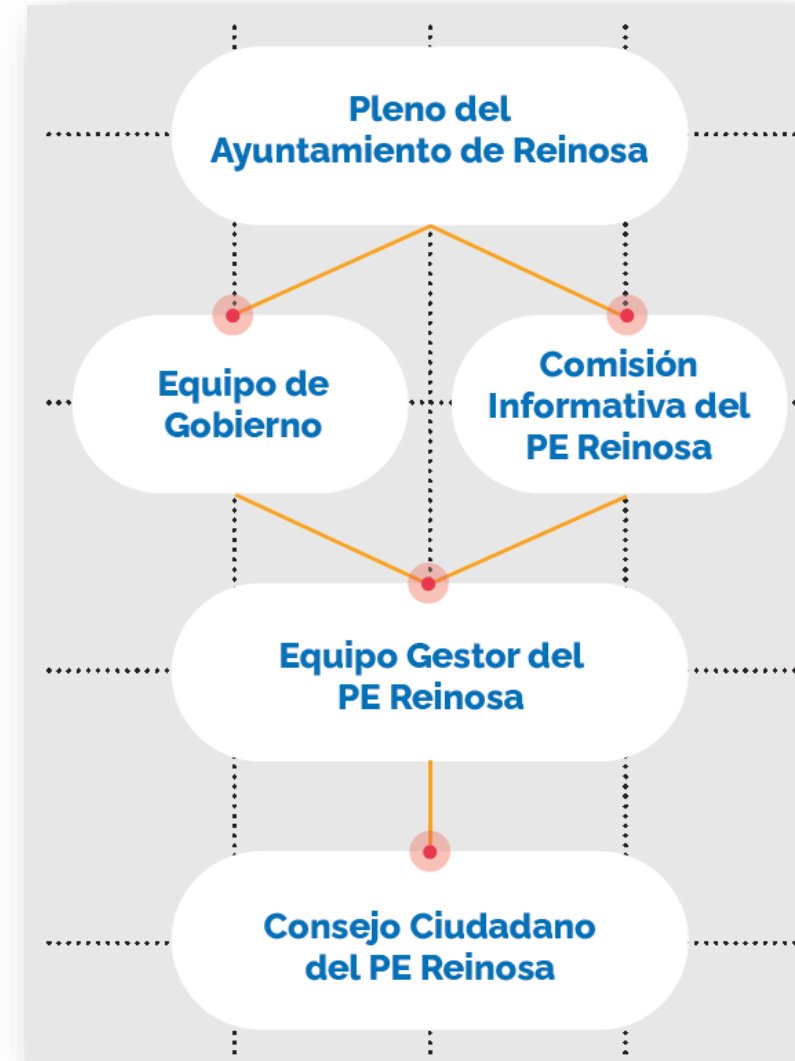 Pleno del
Ayuntamiento de Reinosa
Equipo de
Gobierno
Comisión
Informativa del
PE Reinosa
Equipo Gestor del
PE Reinosa
Consejo Ciudadano
del PE Reinosa